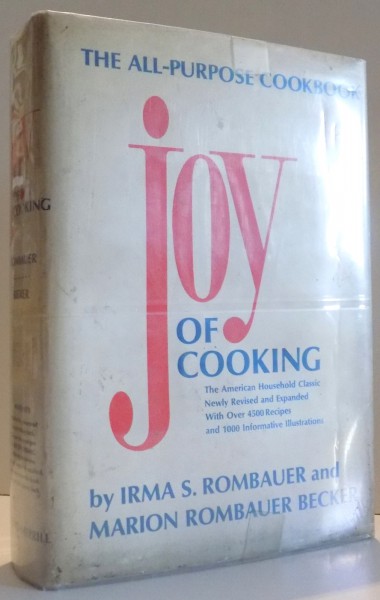 THE ALL-PURPOSE COOKBOOK
joy
OF
COOKING
The American Household Classic
Newly Revised and Expanded
With Over 4500 Recipes
and 1000 Informative Illustrations
by IRMA S. ROMBAUER and
MARION ROMBAUER BECKER